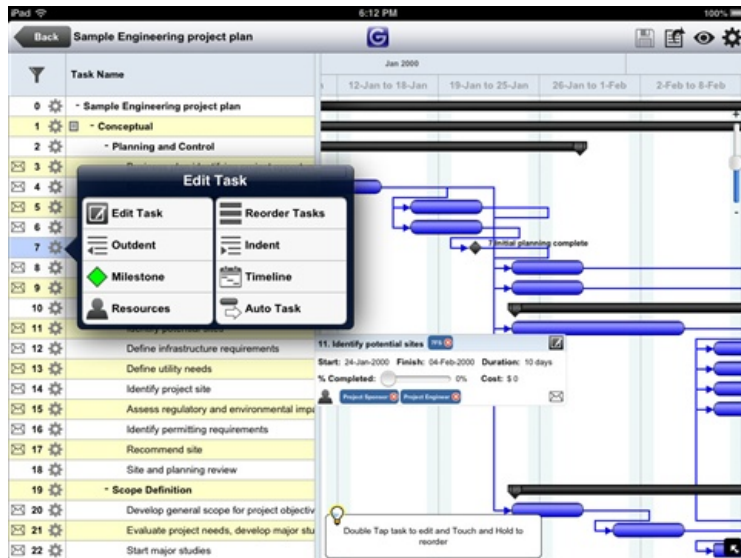 iPad 6:12 PM 100%
Back Sample Engineering project plan G
Task Name
Jan 2000
12-Jan to 18-Jan 19-Jan to 25-Jan 26-Jan to 1-Feb 2-Feb to 8-Feb
0 - Sample Engineering project plan
1 - Conceptual
2 - Planning and Control
3
4
5
6
7
8
9
10
Edit Task
Edit Task Reorder Tasks
Outdent Indent
Milestone Timeline
Resources Auto Task
7.Initial planning complete
11 Identify potential sites
12 Define infrastructure requirements
13 Define utility needs
14 Identify project site
15 Assess regulatory and environmental impa
16 Identify permitting requirements
17 Recommend site
18 Site and planning review
19 - Scope Definition
20 Develop general scope for project objectiv
21 Evaluate project needs, develop major stu
22 Start major studies
11. Identify potential sites
Start: 24-Jan-2000 Finish: 04-Feb-2000 Duration: 10 days
% Completed: 0% Cost: $ 0
Project Sponsor Project Engineer
Double Tap task to edit and Touch and Hold to
reorder